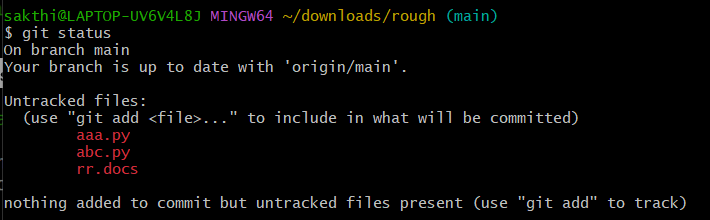 sakthi@LAPTOP-UV6V4L8J MINGW64 ~/downloads/rough (main)
$ git status
On branch main
Your branch is up to date with 'origin/main'.

Untracked files:
  (use "git add <file>..." to include in what will be committed)
        aaa.py
        abc.py
        rr.docs

nothing added to commit but untracked files present (use "git add" to track)